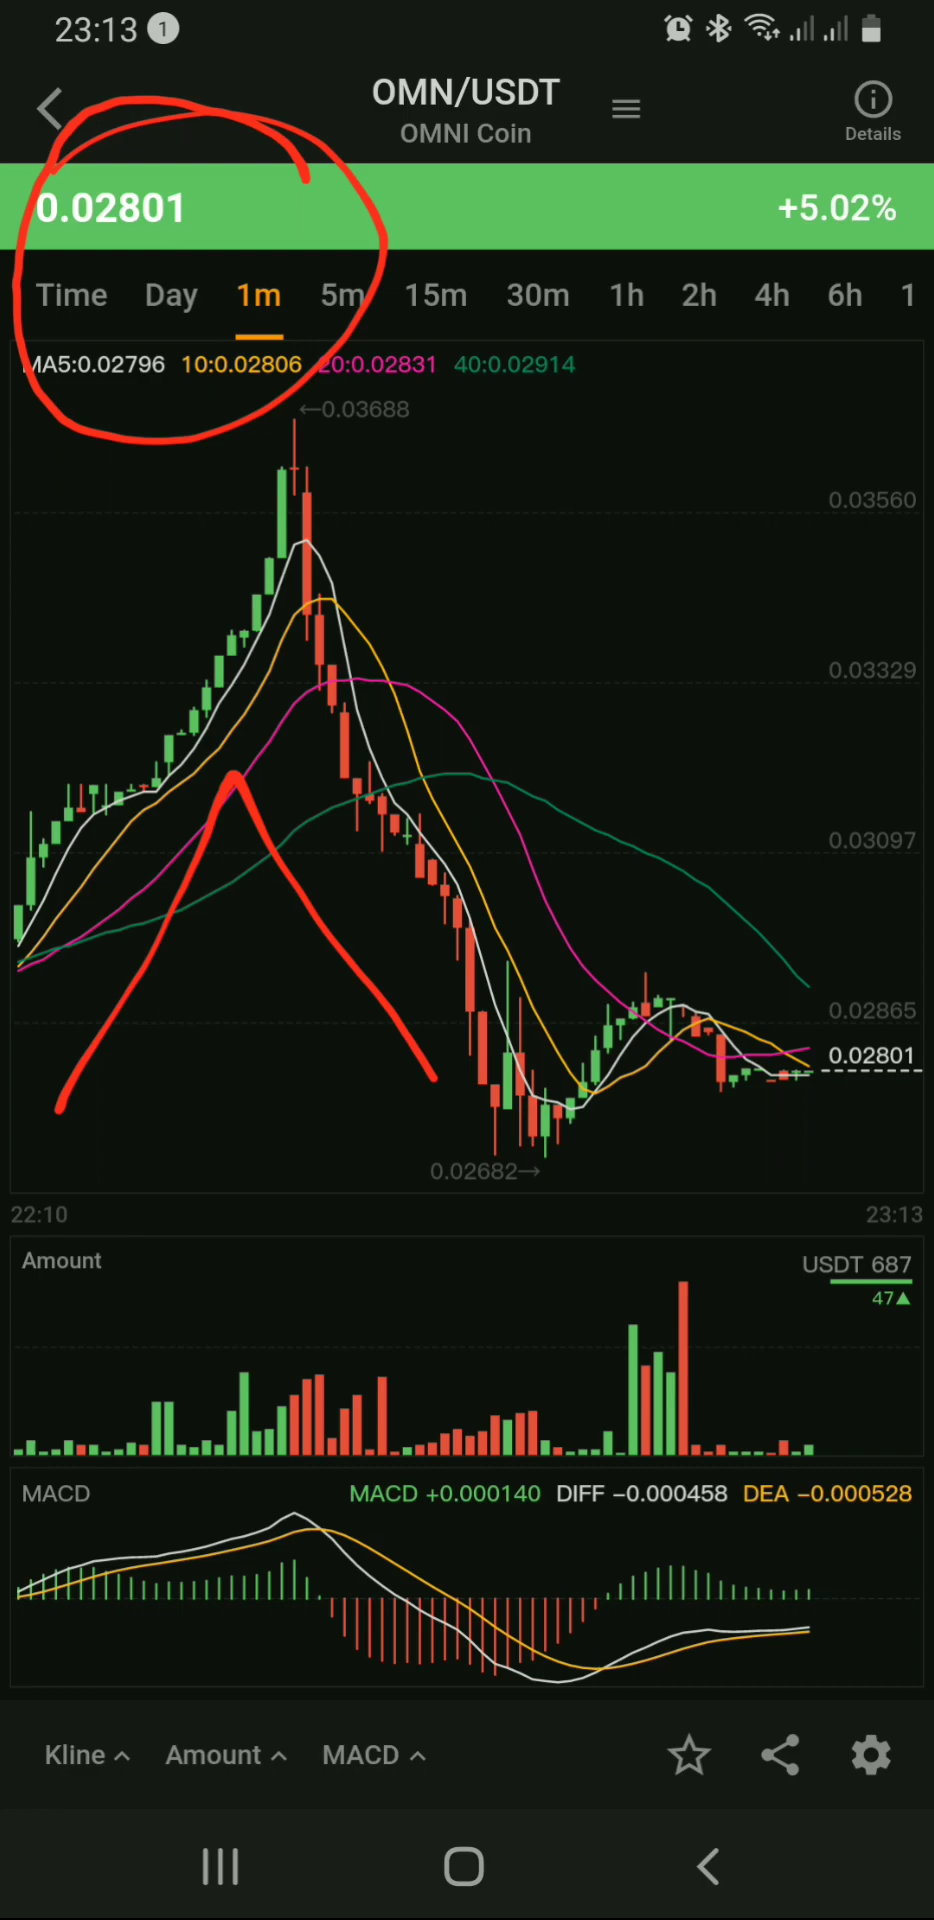 23:13 1
OMN/USDT
OMNI Coin
Details
0.02801 +5.02%
Time Day 1m 5m 15m 30m 1h 2h 4h 6h 1
MA5:0.02796 10:0.02806 20:0.02831 40:0.02914
←0.03688
0.03560
0.03329
0.03097
0.02865
0.02801
0.02682→
22:10 23:13
Amount USDT 687
47▲
MACD MACD +0.000140 DIFF −0.000458 DEA −0.000528
Kline Amount MACD